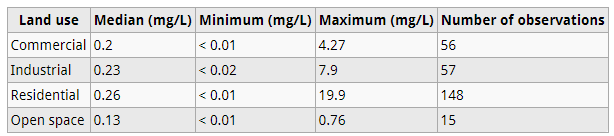 Land use Median (mg/L) Minimum (mg/L) Maximum (mg/L) Number of observations
Commercial 0.2 < 0.01 4.27 56
Industrial 0.23 < 0.02 7.9 57
Residential 0.26 < 0.01 19.9 148
Open space 0.13 < 0.01 0.76 15